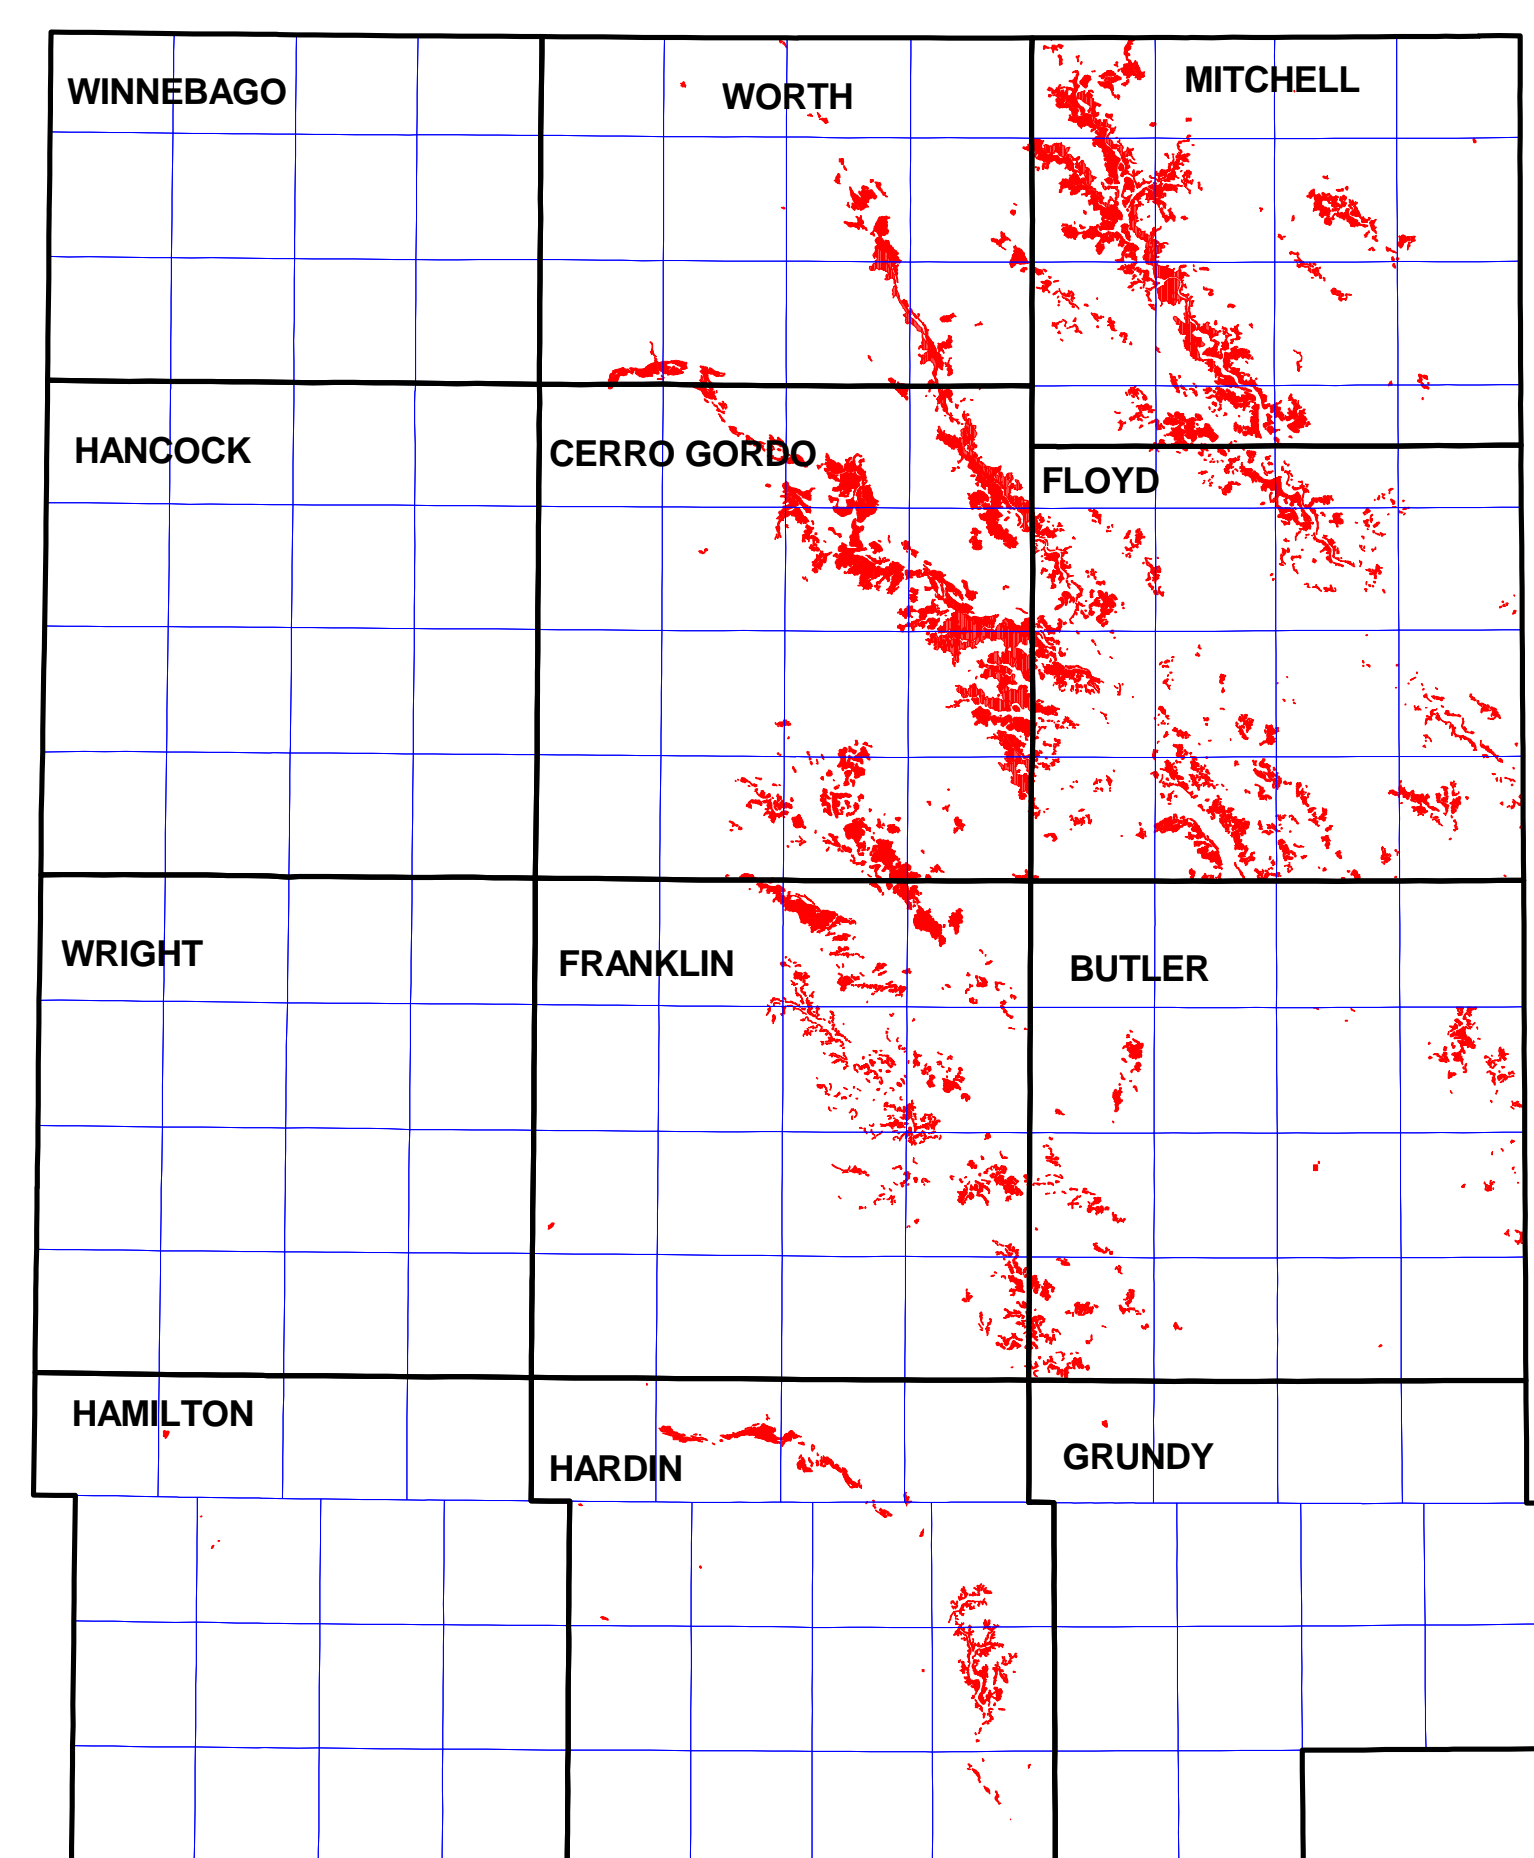 WINNEBAGO
WORTH
MITCHELL
HANCOCK
CERRO GORDO
FLOYD
WRIGHT
FRANKLIN
BUTLER
HAMILTON
HARDIN
GRUNDY